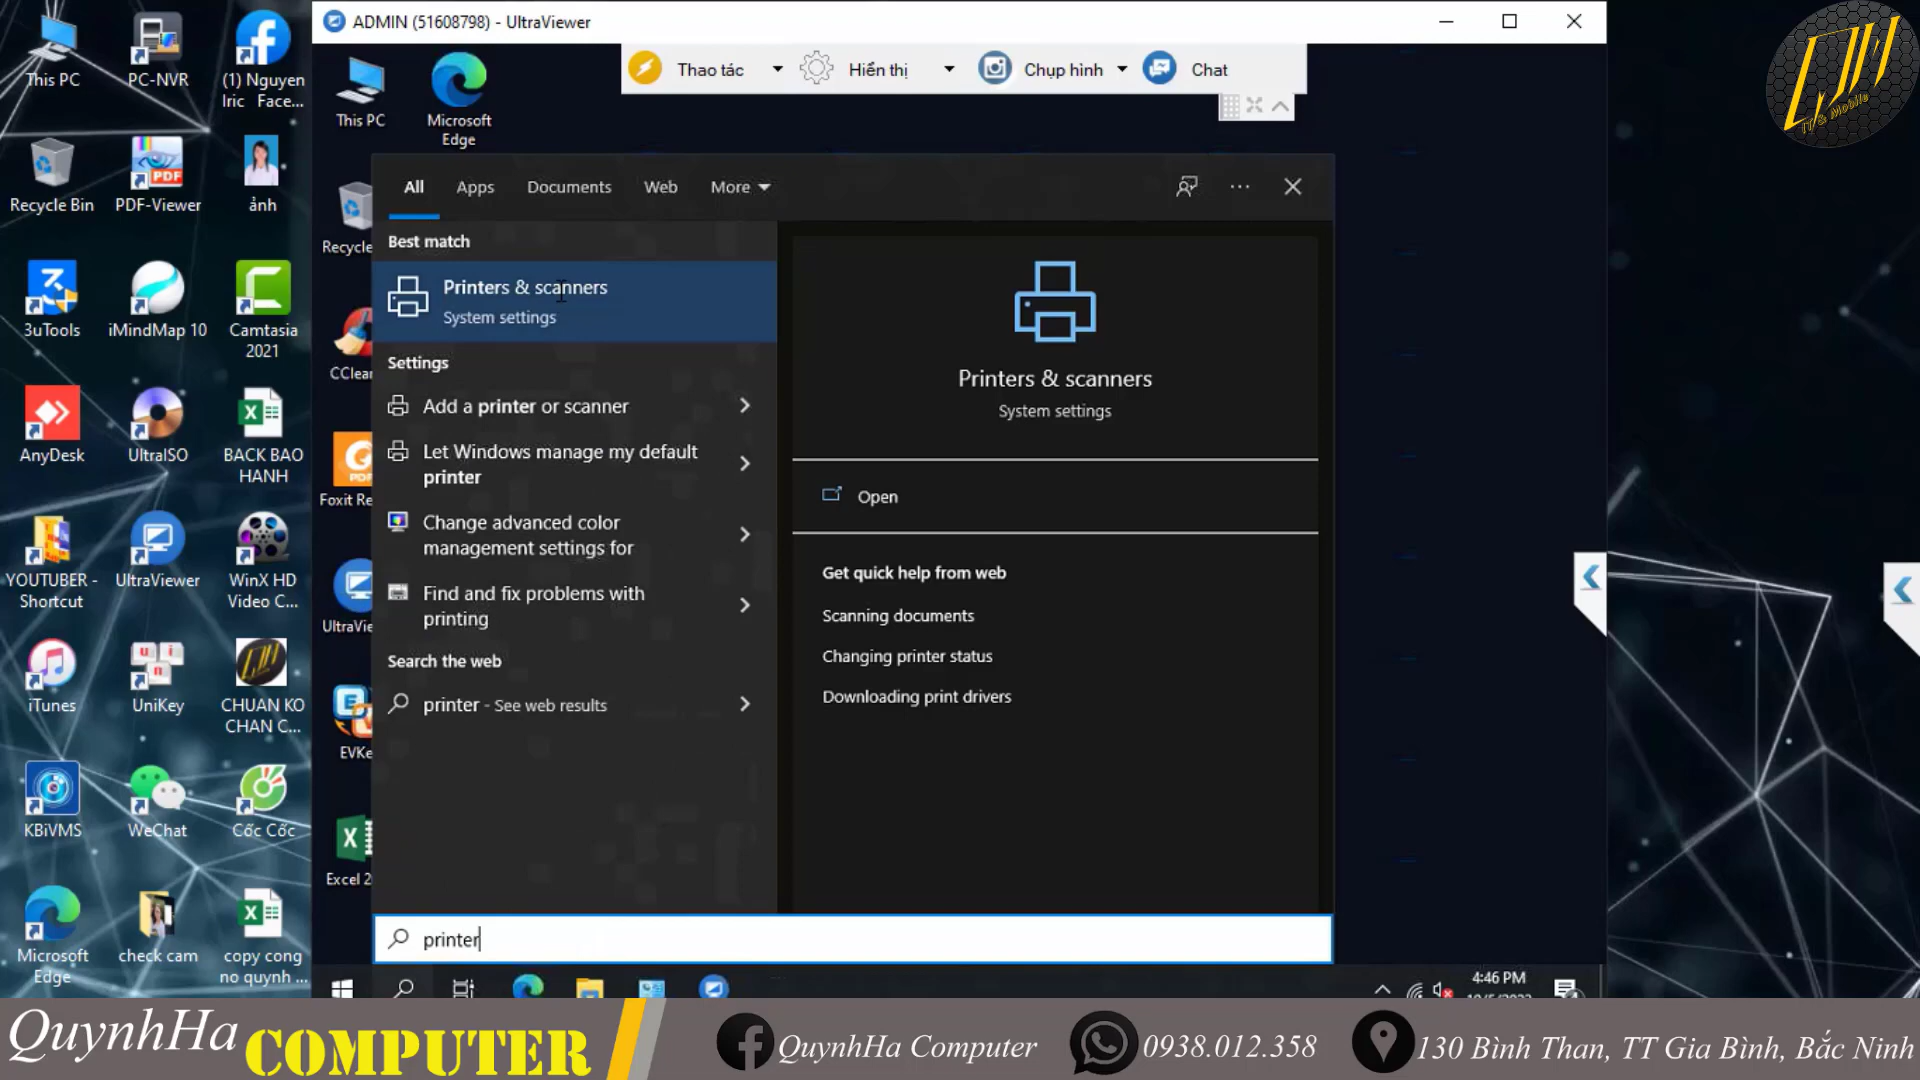 ADMIN (51608798) - UltraViewer
Thao tác
Hiển thị
Chụp hình
Chat
This PC
PC-NVR
(1) Nguyen
Iric Face...
Recycle Bin
PDF-Viewer
ảnh
3uTools
iMindMap 10
Camtasia
2021
AnyDesk
UltraISO
BACK BAO
HANH
YOUTUBER -
Shortcut
UltraViewer
WinX HD
Video C...
iTunes
UniKey
CHUAN KO
CHAN C...
KBiVMS
WeChat
Cốc Cốc
Microsoft
Edge
check cam
copy cong
no quynh ...
This PC
Microsoft
Edge
Recycle
CClean
Foxit Re
UltraVie
EVKe
Excel 2
All
Apps
Documents
Web
More
Best match
Printers & scanners
System settings
Settings
Add a printer or scanner
Let Windows manage my default
printer
Change advanced color
management settings for
Find and fix problems with
printing
Search the web
printer - See web results
Printers & scanners
System settings
Open
Get quick help from web
Scanning documents
Changing printer status
Downloading print drivers
printer
4:46 PM
QuynhHa
COMPUTER
QuynhHa Computer
0938.012.358
130 Bình Than, TT Gia Bình, Bắc Ninh
QH
IT & Mobile